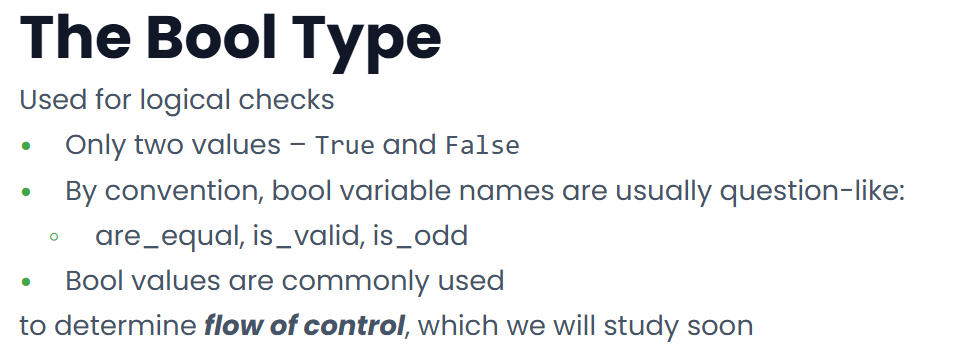 The Bool Type
Used for logical checks
• Only two values – True and False
• By convention, bool variable names are usually question-like:
○ are_equal, is_valid, is_odd
• Bool values are commonly used
to determine flow of control, which we will study soon